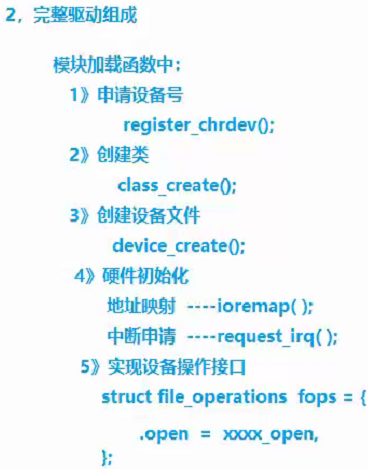 2，完整驱动组成
模块加载函数中；
1》申请设备号
register_chrdev();
2》创建类
class_create();
3》创建设备文件
device_create();
4》硬件初始化
地址映射 ----ioremap( );
中断申请 ----request_irq( );
5》实现设备操作接口
struct file_operations fops = {
.open = xxxx_open,
};